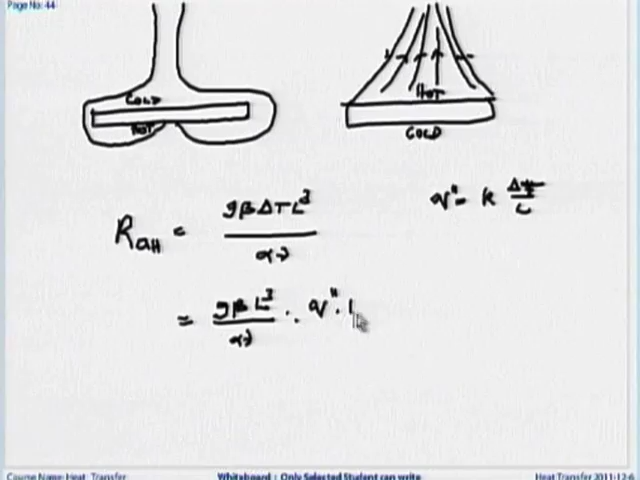 Page No: 44
COLD
HOT
HOT
COLD
q'' = k ΔT/L
RaH = gβΔTL³/αν
= gβL³/αν · q'' · L
Course Name: Heat Transfer
Whiteboard : Only Selected Student can write
Heat Transfer 2011:12:6